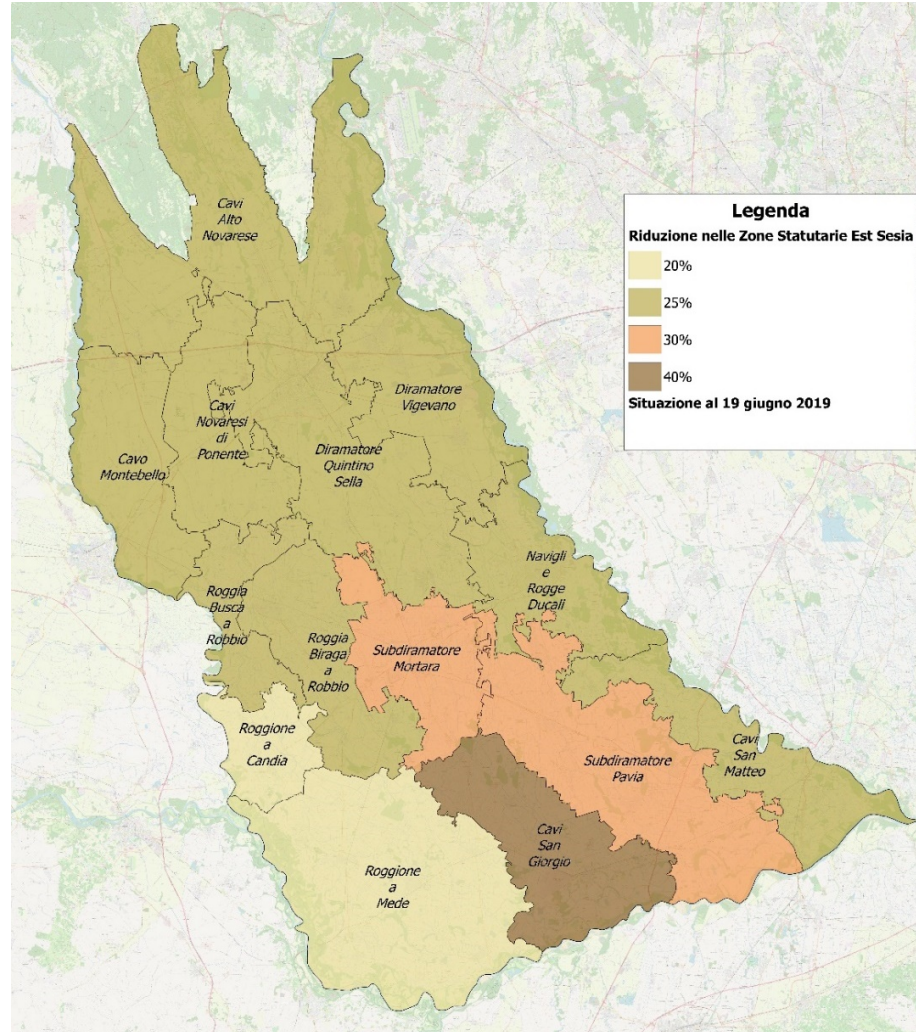 Cavi
Alto
Novarese
Legenda
Riduzione nelle Zone Statutarie Est Sesia
20%
25%
30%
40%
Situazione al 19 giugno 2019
Diramatore
Vigevano
Cavi
Novaresi
di
Ponente
Cavo
Montebello
Diramatore
Quintino
Sella
Navigli
e
Rogge
Ducali
Roggia
Busca
a
Robbio
Roggia
Biraga
a
Robbio
Subdiramatore
Mortara
Roggione
a
Candia
Cavi
San
Matteo
Subdiramatore
Pavia
Cavi
San
Giorgio
Roggione
a
Mede